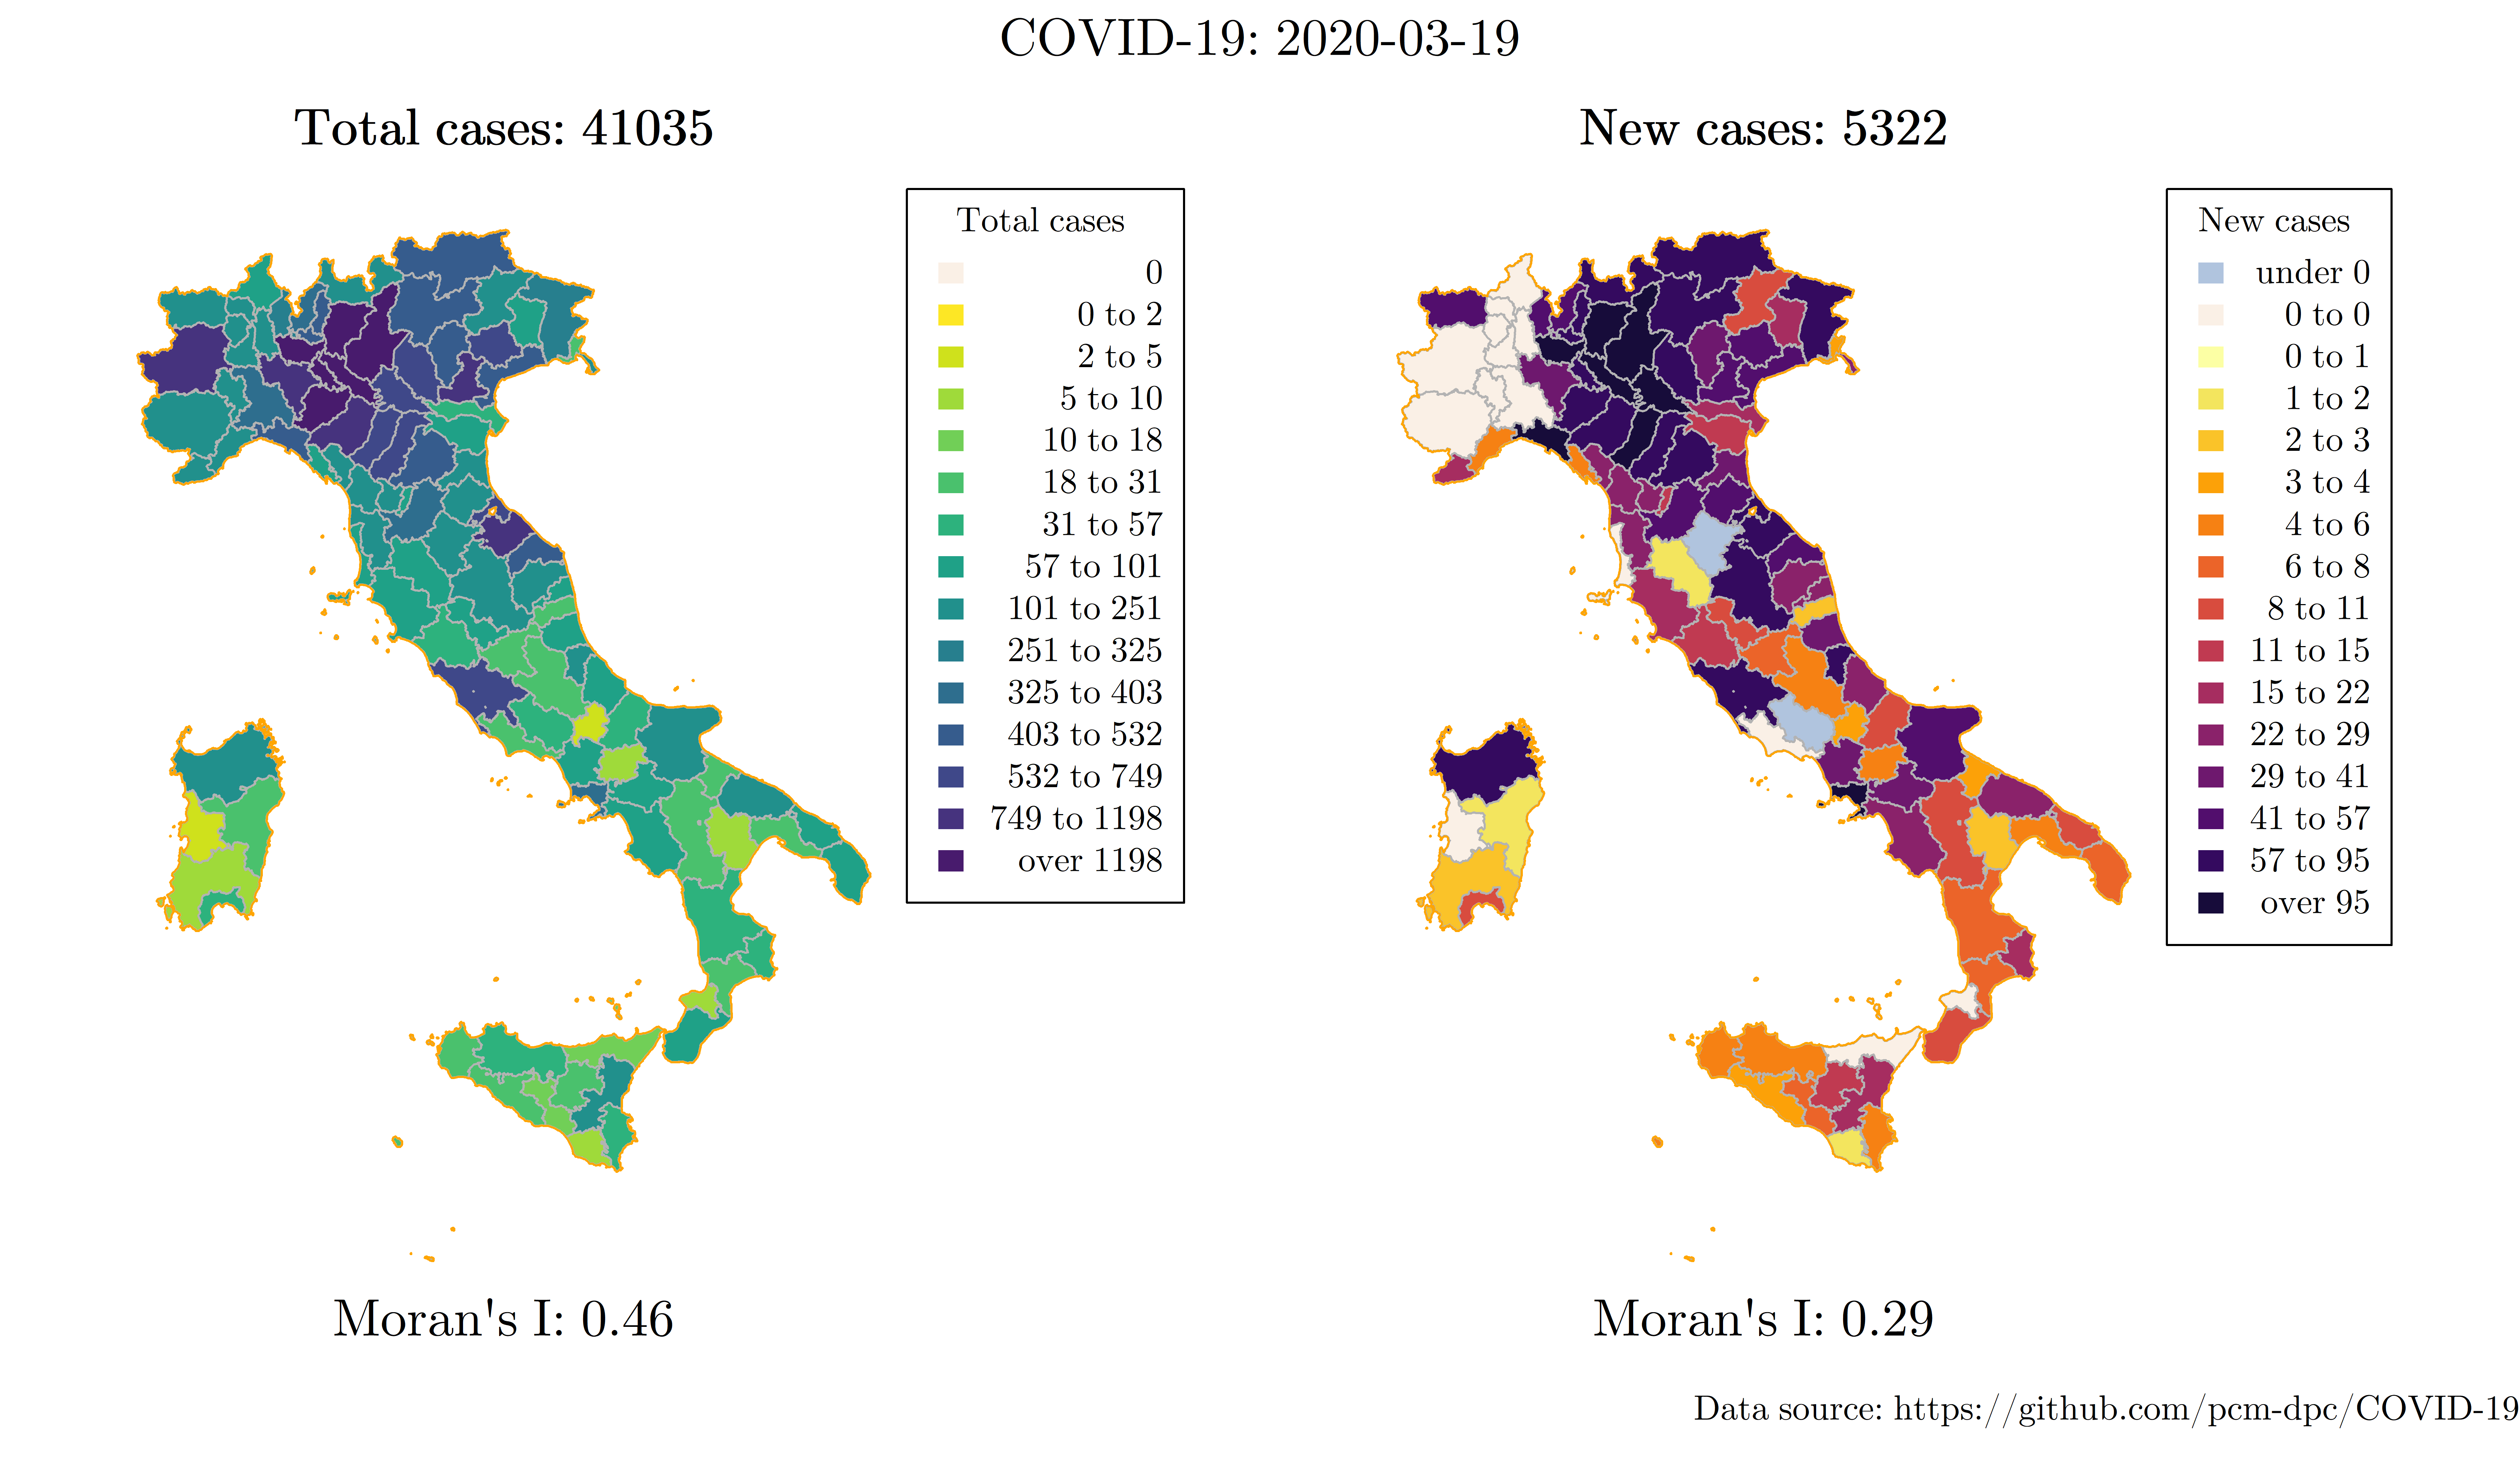 COVID-19: 2020-03-19
Total cases: 41035
Total cases
0
0 to 2
2 to 5
5 to 10
10 to 18
18 to 31
31 to 57
57 to 101
101 to 251
251 to 325
325 to 403
403 to 532
532 to 749
749 to 1198
over 1198
Moran's I: 0.46
New cases: 5322
New cases
under 0
0 to 0
0 to 1
1 to 2
2 to 3
3 to 4
4 to 6
6 to 8
8 to 11
11 to 15
15 to 22
22 to 29
29 to 41
41 to 57
57 to 95
over 95
Moran's I: 0.29
Data source: https://github.com/pcm-dpc/COVID-19